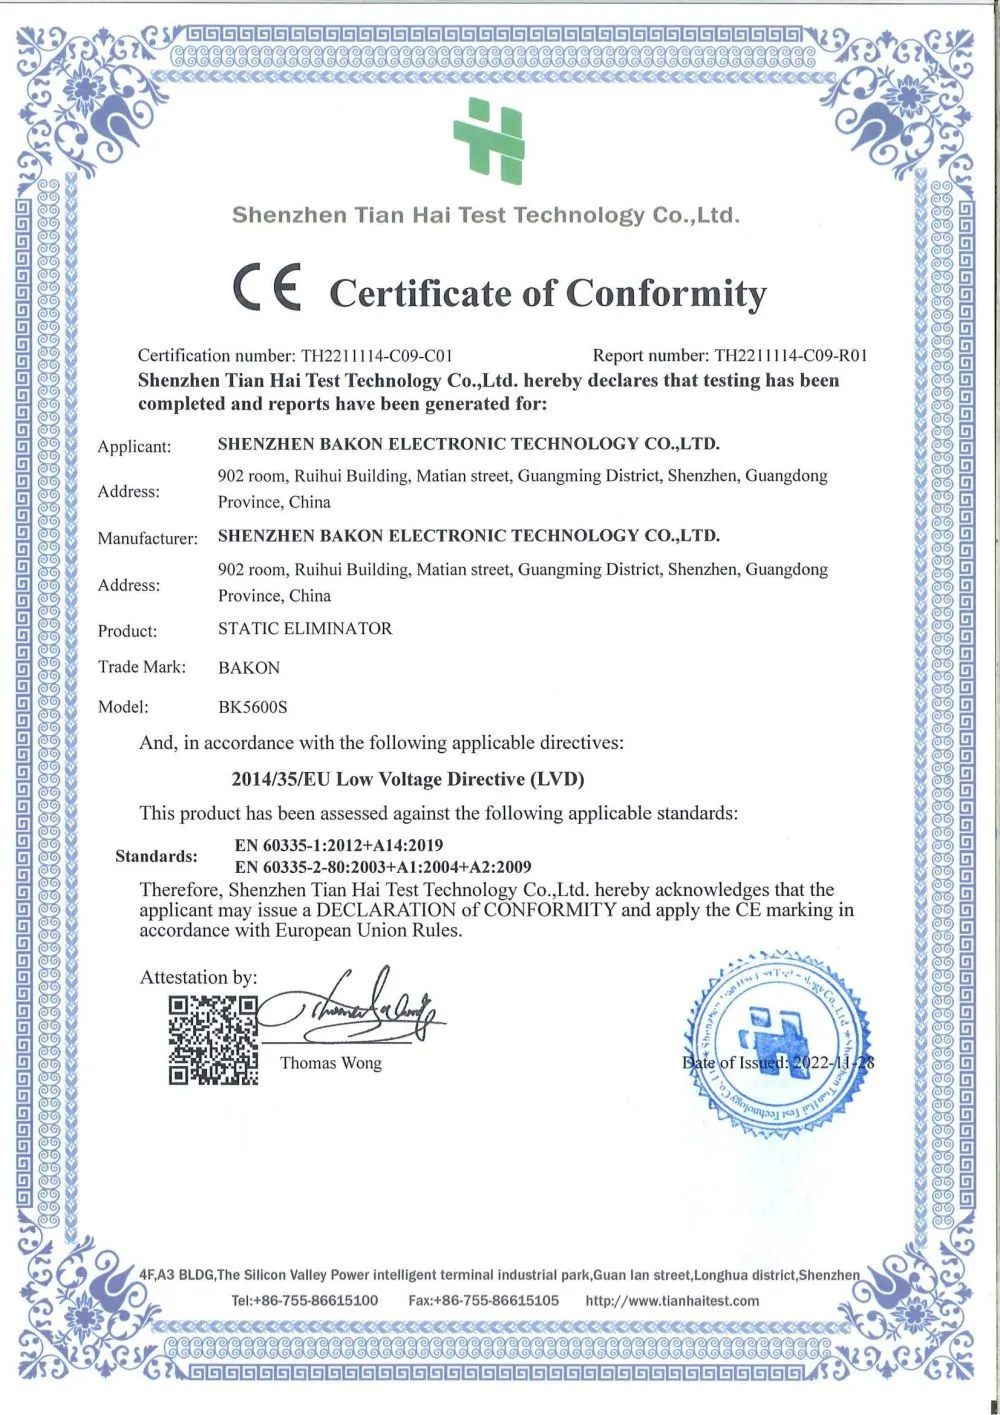 Shenzhen Tian Hai Test Technology Co.,Ltd.
CE Certificate of Conformity
Certification number: TH2211114-C09-C01 Report number: TH2211114-C09-R01
Shenzhen Tian Hai Test Technology Co.,Ltd. hereby declares that testing has been
completed and reports have been generated for:
Applicant: SHENZHEN BAKON ELECTRONIC TECHNOLOGY CO.,LTD.
Address: 902 room, Ruihui Building, Matian street, Guangming District, Shenzhen, Guangdong
Province, China
Manufacturer: SHENZHEN BAKON ELECTRONIC TECHNOLOGY CO.,LTD.
Address: 902 room, Ruihui Building, Matian street, Guangming District, Shenzhen, Guangdong
Province, China
Product: STATIC ELIMINATOR
Trade Mark: BAKON
Model: BK5600S
And, in accordance with the following applicable directives:
2014/35/EU Low Voltage Directive (LVD)
This product has been assessed against the following applicable standards:
Standards: EN 60335-1:2012+A14:2019
EN 60335-2-80:2003+A1:2004+A2:2009
Therefore, Shenzhen Tian Hai Test Technology Co.,Ltd. hereby acknowledges that the
applicant may issue a DECLARATION of CONFORMITY and apply the CE marking in
accordance with European Union Rules.
Attestation by:
Thomas Wong
Date of Issued: 2022-11-28
Shenzhen Tian Hai Test Technology Co., Ltd
4F,A3 BLDG,The Silicon Valley Power intelligent terminal industrial park,Guan lan street,Longhua district,Shenzhen
Tel:+86-755-86615100 Fax:+86-755-86615105 http://www.tianhaitest.com